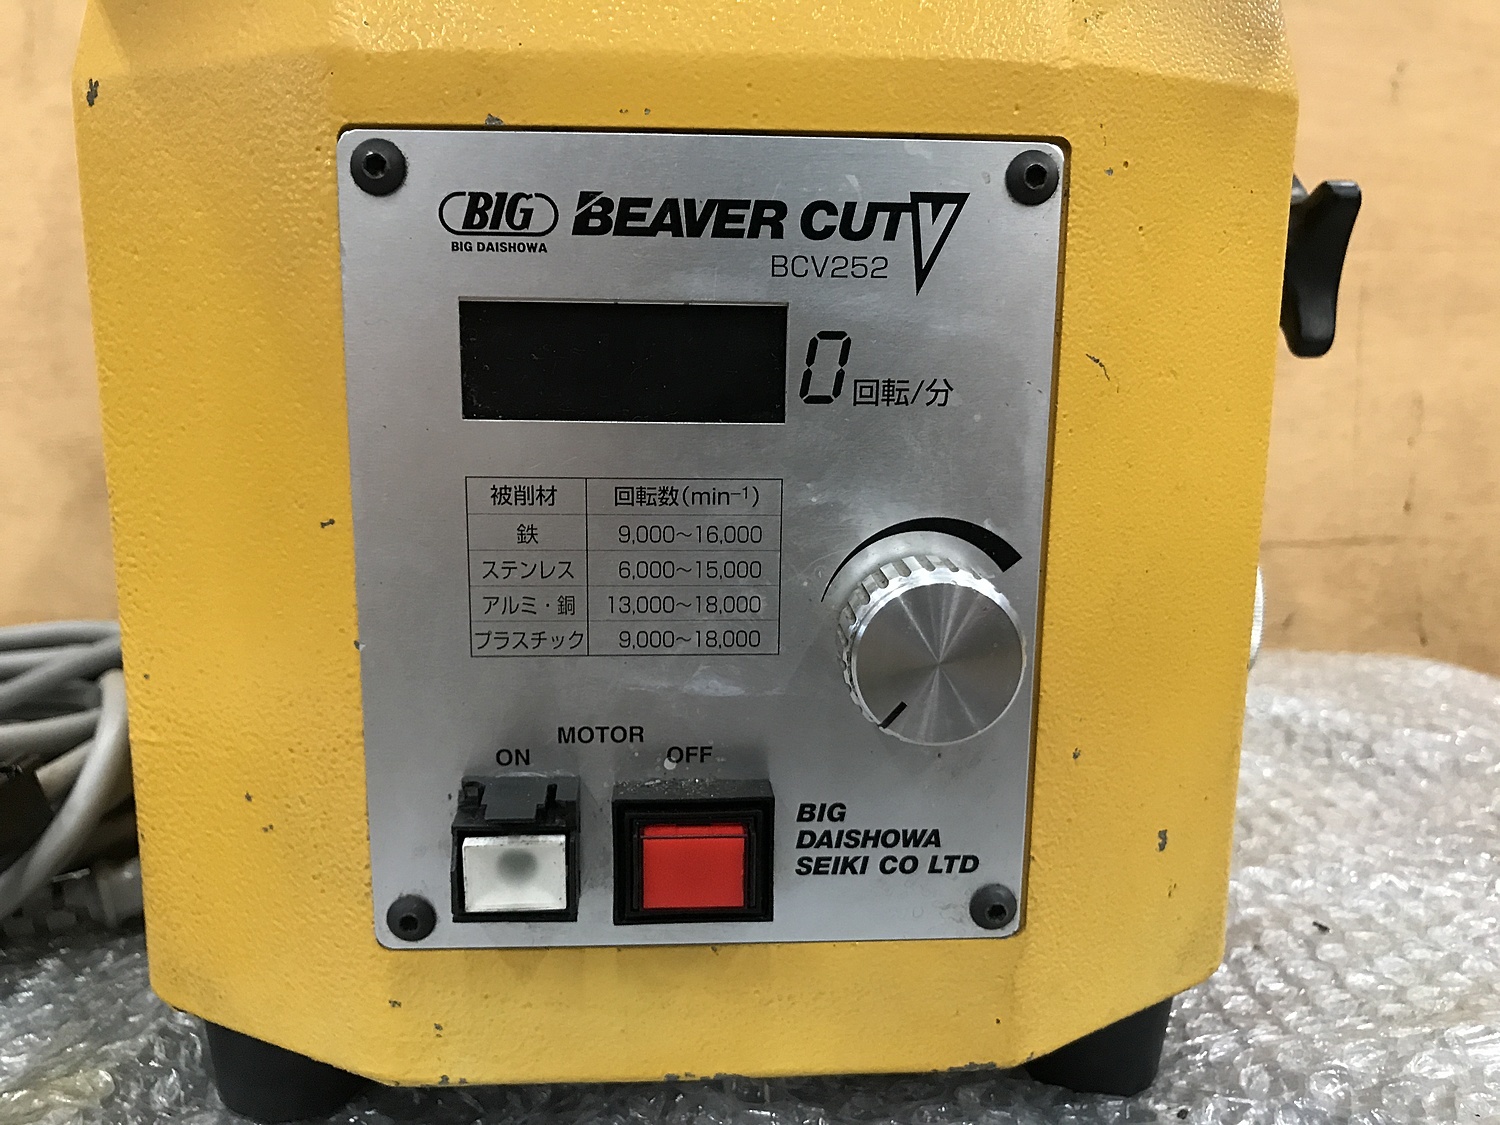 BIG BEAVER CUT V
BIG DAISHOWA
BCV252
0回転/分
被削材 回転数(min⁻¹)
鉄 9,000～16,000
ステンレス 6,000～15,000
アルミ・銅 13,000～18,000
プラスチック 9,000～18,000
MOTOR
ON OFF
BIG
DAISHOWA
SEIKI CO LTD